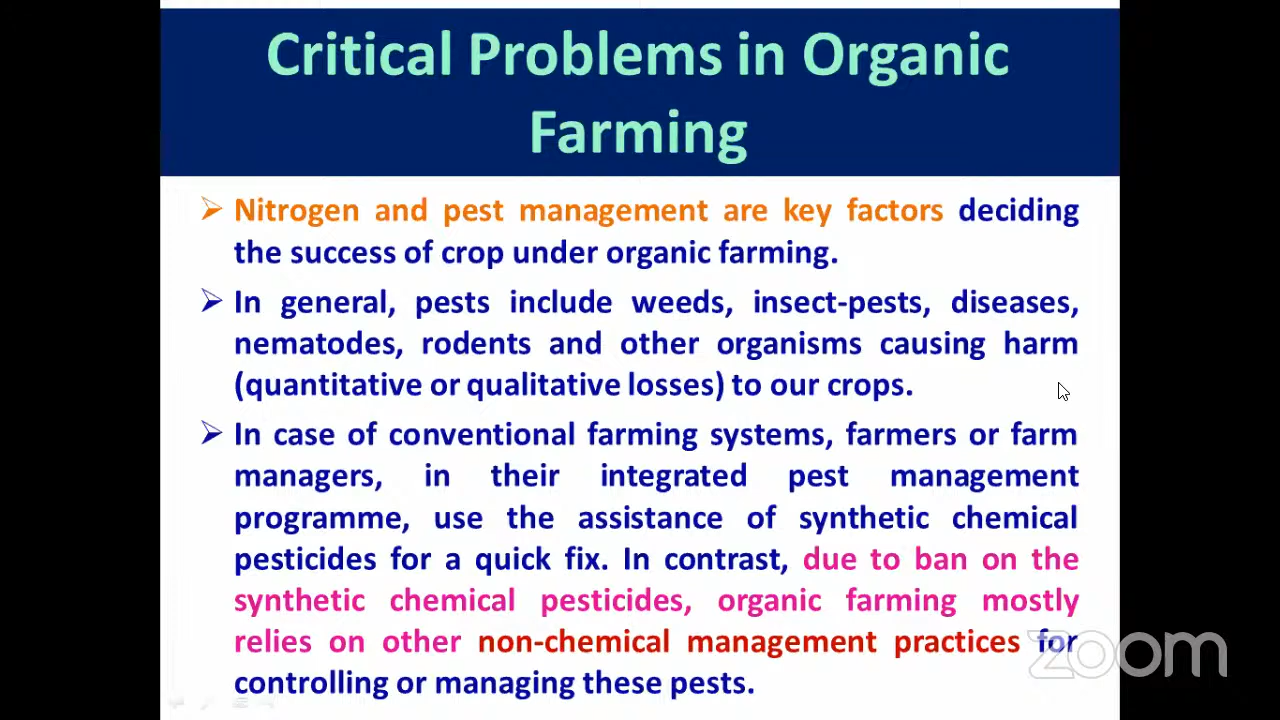 Critical Problems in Organic
Farming
Nitrogen and pest management are key factors deciding
the success of crop under organic farming.
In general, pests include weeds, insect-pests, diseases,
nematodes, rodents and other organisms causing harm
(quantitative or qualitative losses) to our crops.
In case of conventional farming systems, farmers or farm
managers, in their integrated pest management
programme, use the assistance of synthetic chemical
pesticides for a quick fix. In contrast, due to ban on the
synthetic chemical pesticides, organic farming mostly
relies on other non-chemical management practices for
controlling or managing these pests.
zoom